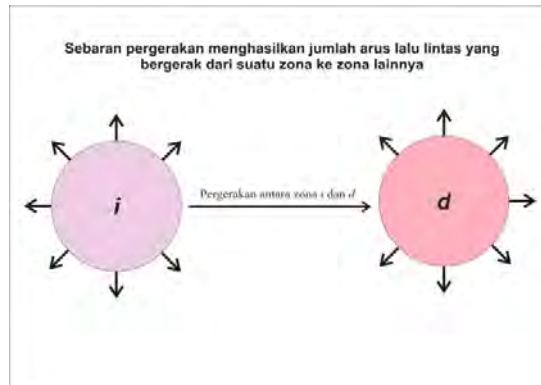 Sebaran pergerakan menghasilkan jumlah arus lalu lintas yang
bergerak dari suatu zona ke zona lainnya
i
Pergerakan antara zona i dan d
d